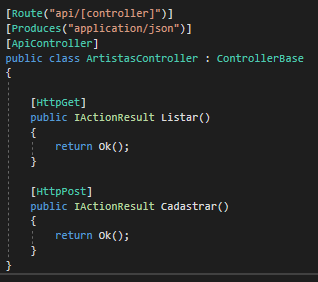 [Route("api/[controller]")]
[Produces("application/json")]
[ApiController]
public class ArtistasController : ControllerBase
{
[HttpGet]
public IActionResult Listar()
{
return Ok();
}
[HttpPost]
public IActionResult Cadastrar()
{
return Ok();
}
}